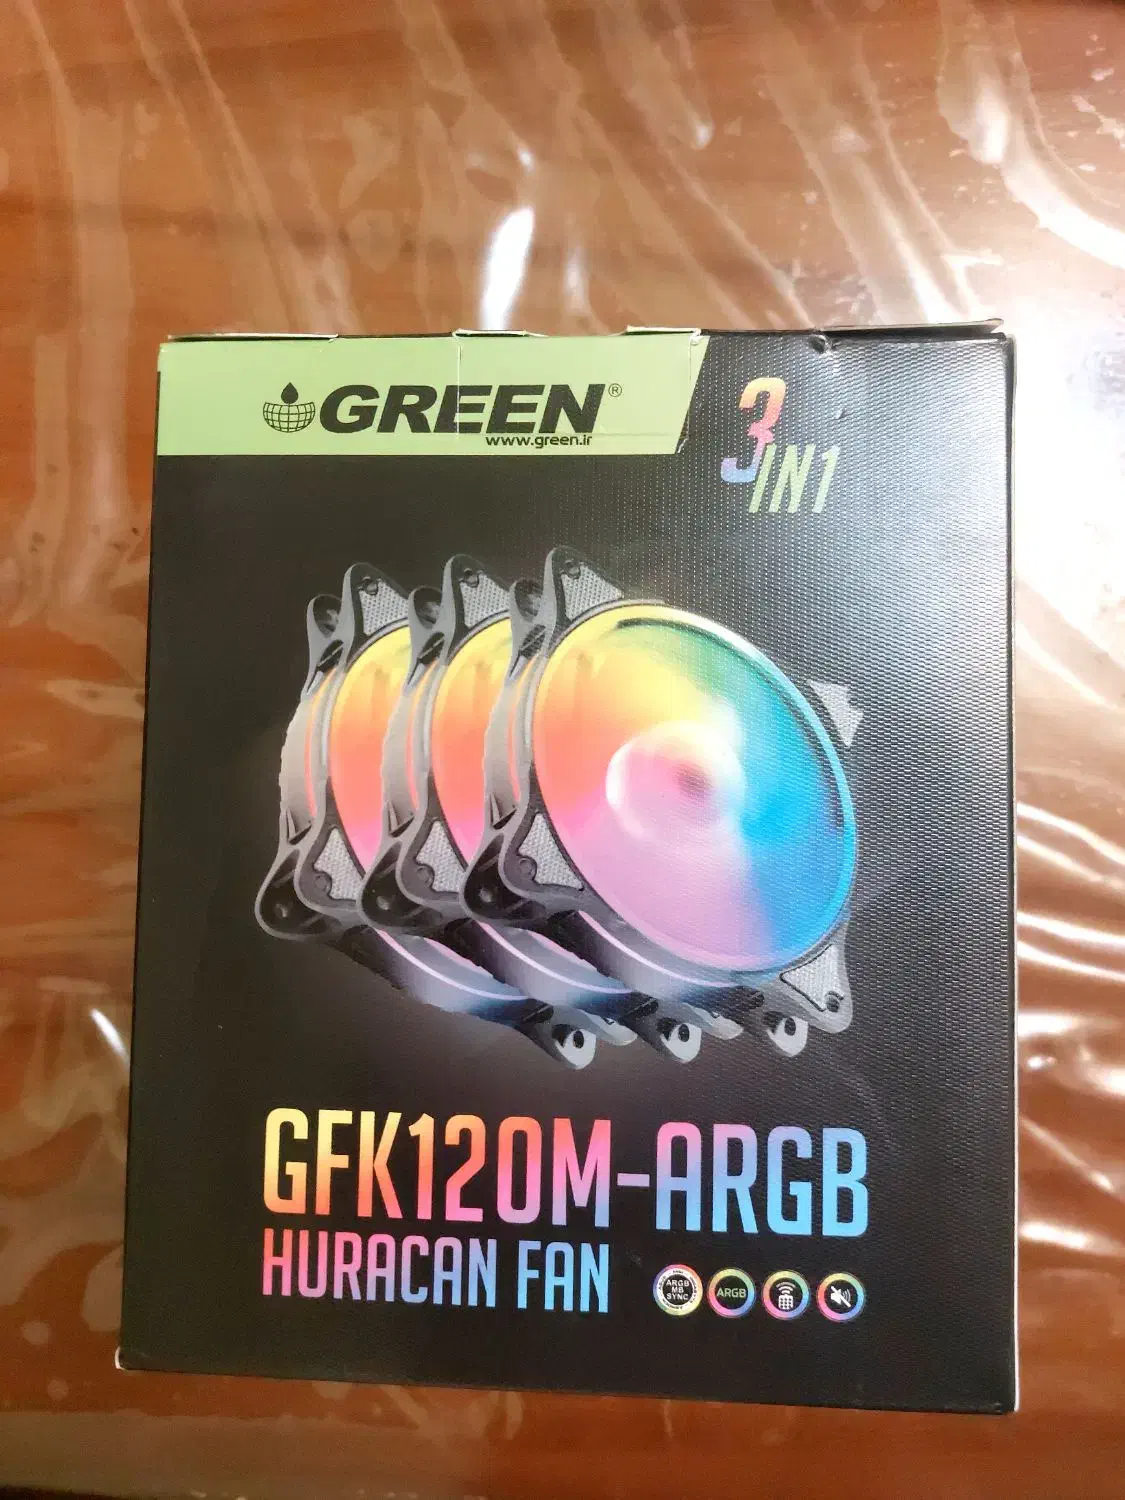 GREEN®
www.green.ir
3
IN1
GFK120M-ARGB
HURACAN FAN
ARGB
MB
SYNC
ARGB